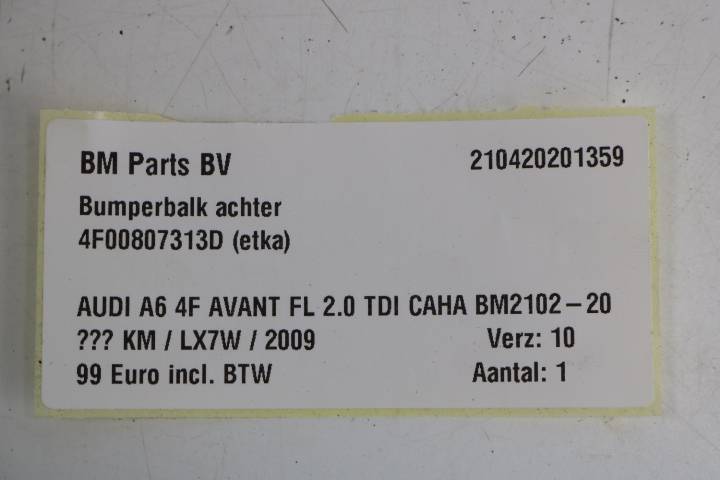 BM Parts BV 210420201359
Bumperbalk achter
4F00807313D (etka)
AUDI A6 4F AVANT FL 2.0 TDI CAHA BM2102-20
??? KM / LX7W / 2009 Verz: 10
99 Euro incl. BTW Aantal: 1